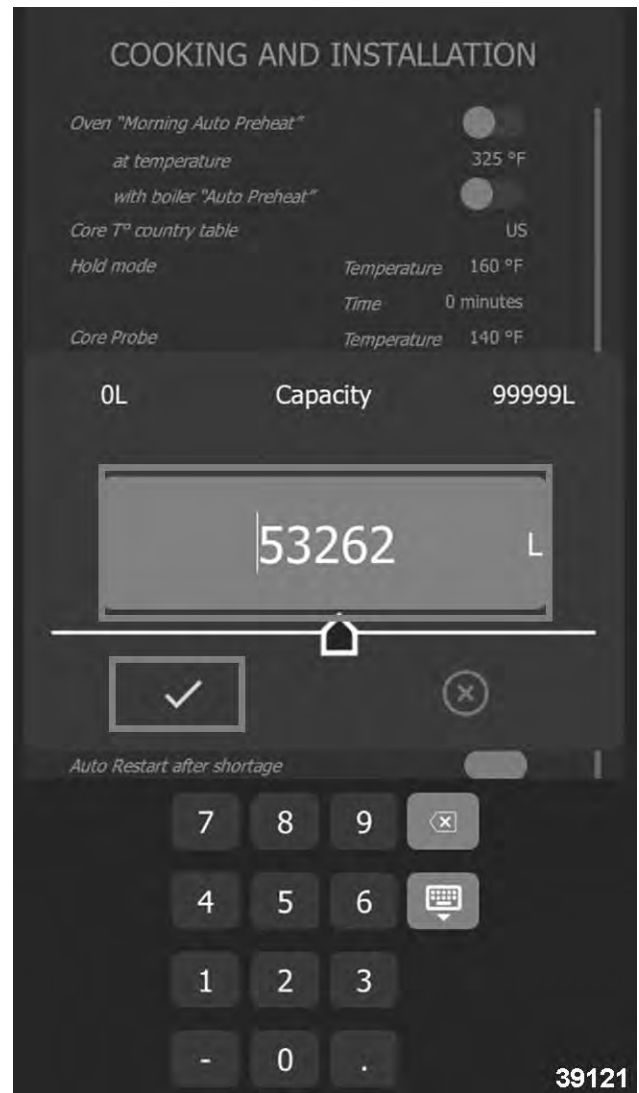 COOKING AND INSTALLATION
Oven "Morning Auto Preheat"
at temperature 325 °F
with boiler "Auto Preheat"
Core Tº country table US
Hold mode Temperature 160 °F
Time 0 minutes
Core Probe Temperature 140 °F
0L Capacity 99999L
53262 L
Auto Restart after shortage
7 8 9
4 5 6
1 2 3
- 0 .
39121